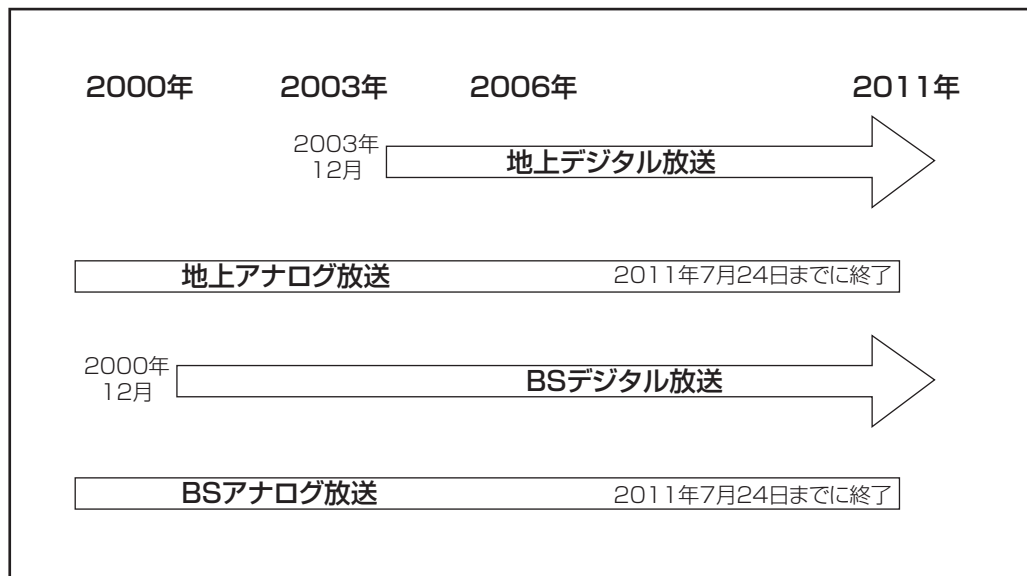 2000年 2003年 2006年 2011年
2003年
12月
地上デジタル放送
地上アナログ放送 2011年7月24日までに終了
2000年
12月
BSデジタル放送
BSアナログ放送 2011年7月24日までに終了